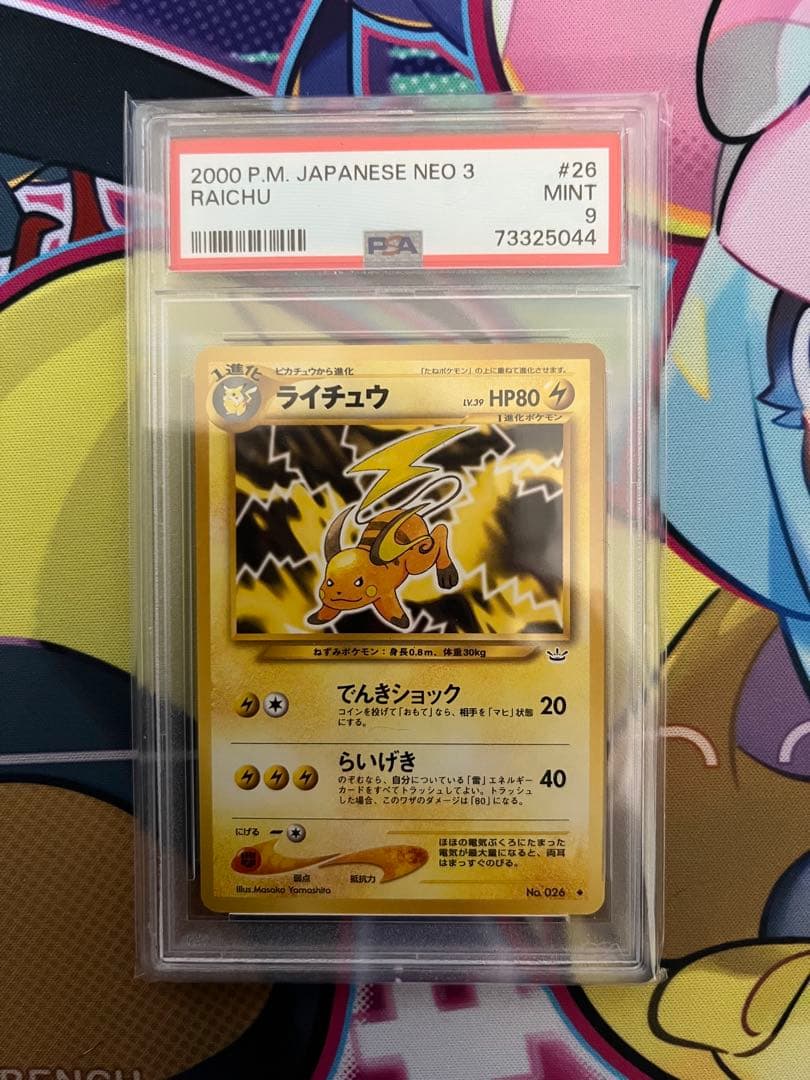 2000 P.M. JAPANESE NEO 3 #26
RAICHU MINT
9
PSA 73325044
1進化 ピカチュウから進化 「たねポケモン」の上に重ねて進化させます。
ライチュウ LV.39 HP80
1進化ポケモン
ねずみポケモン：身長0.8m、体重30kg
でんきショック 20
コインを投げて「おもて」なら、相手を「マヒ」状態
にする。
らいげき 40
のぞむなら、自分についている「雷」エネルギー
カードをすべてトラッシュしてよい。トラッシュ
した場合、このワザのダメージは「80」になる。
にげる
ほほの電気ぶくろにたまった
電気が最大量になると、両耳
はまっすぐのびる。
弱点 抵抗力
Illus.Masako Yamashita No. 026